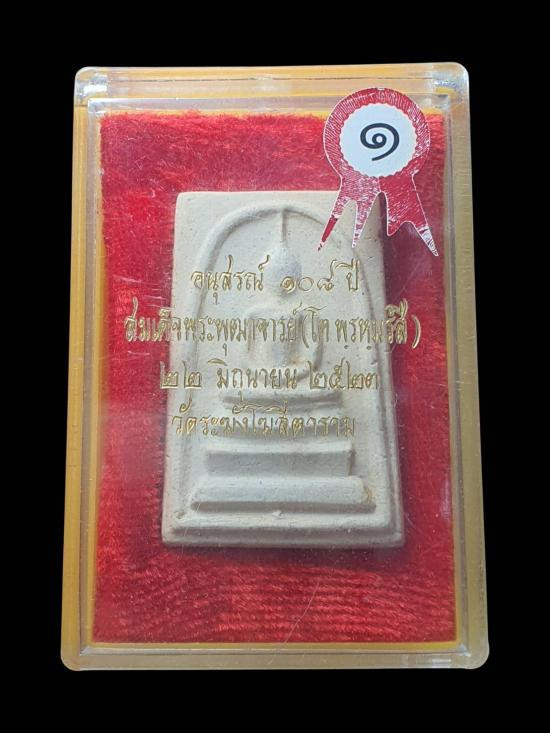 ๑
อนุสรณ์ ๑๐๘ ปี
สมเด็จพระพุฒาจารย์ (โต พฺรหฺมรํสี)
๒๒ มิถุนายน ๒๕๒๓
วัดระฆังโฆสิตาราม